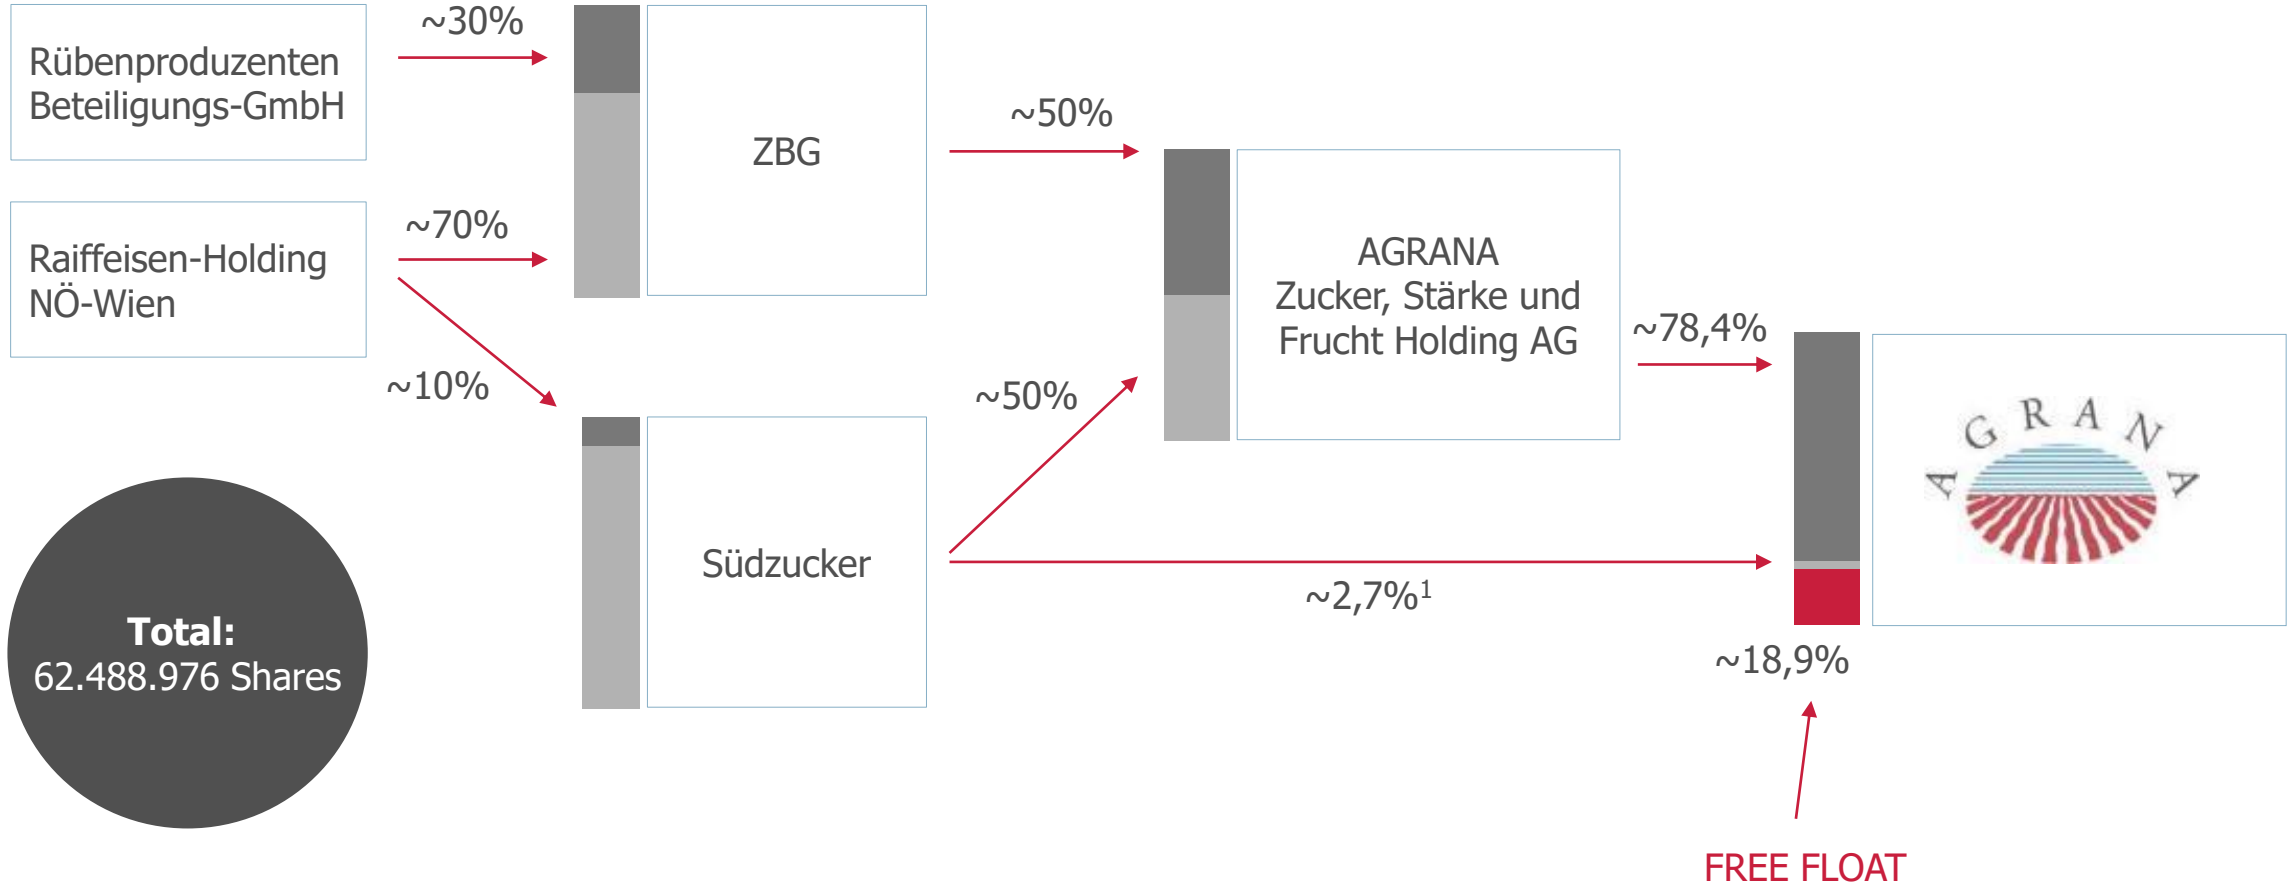 ~30%
Rübenproduzenten
Beteiligungs-GmbH
ZBG
~50%
~70%
Raiffeisen-Holding
NÖ-Wien
~10%
AGRANA
Zucker, Stärke und
Frucht Holding AG
~78,4%
~50%
AGRANA
Südzucker
~2,7%¹
Total:
62.488.976 Shares
~18,9%
FREE FLOAT